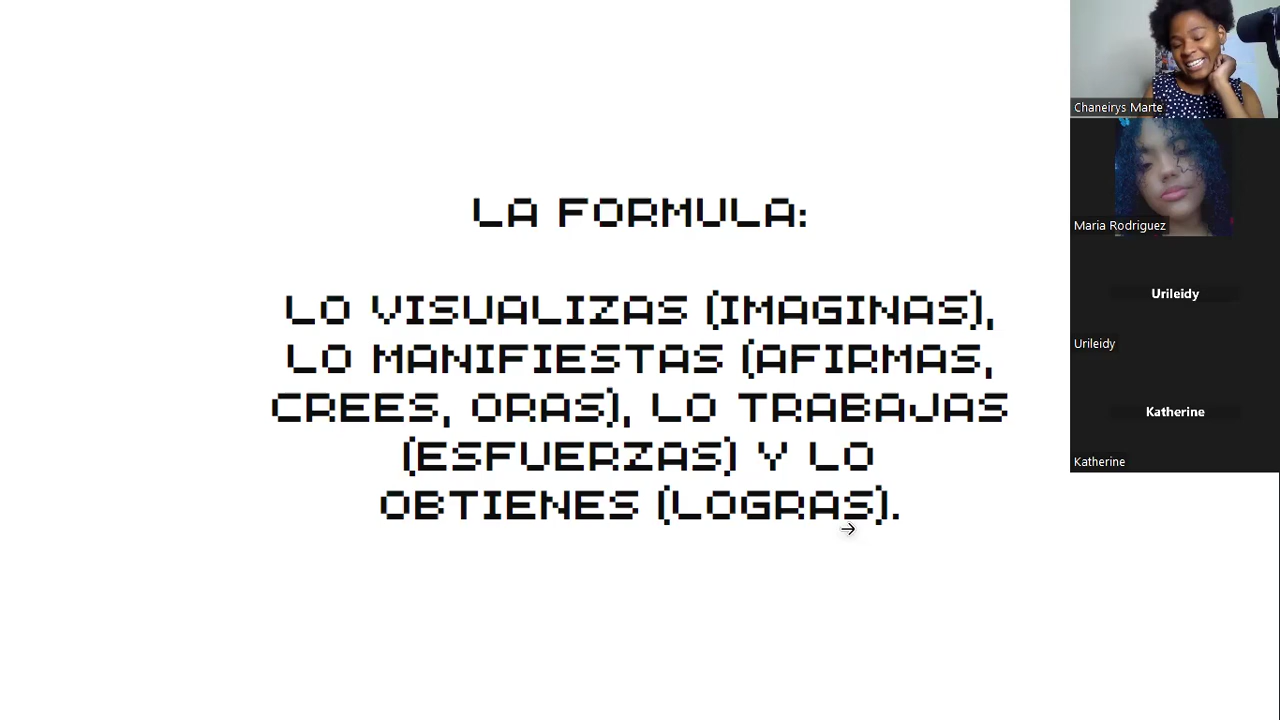 LA FORMULA:
LO VISUALIZAS (IMAGINAS),
LO MANIFIESTAS (AFIRMAS,
CREES, ORAS), LO TRABAJAS
(ESFUERZAS) Y LO
OBTIENES (LOGRAS).
Chaneirys Marte
Maria Rodriguez
Urileidy
Urileidy
Katherine
Katherine